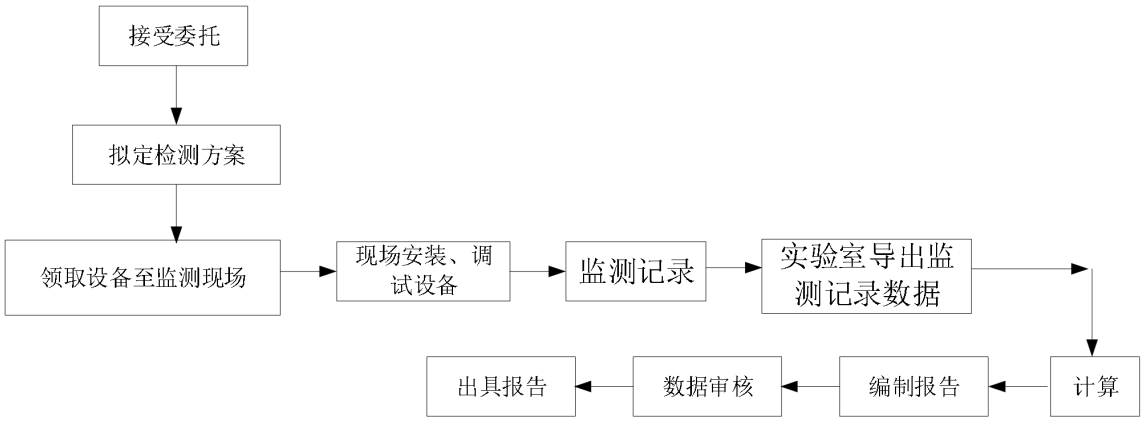 接受委托
拟定检测方案
领取设备至监测现场
现场安装、调
试设备
监测记录
实验室导出监
测记录数据
计算
编制报告
数据审核
出具报告